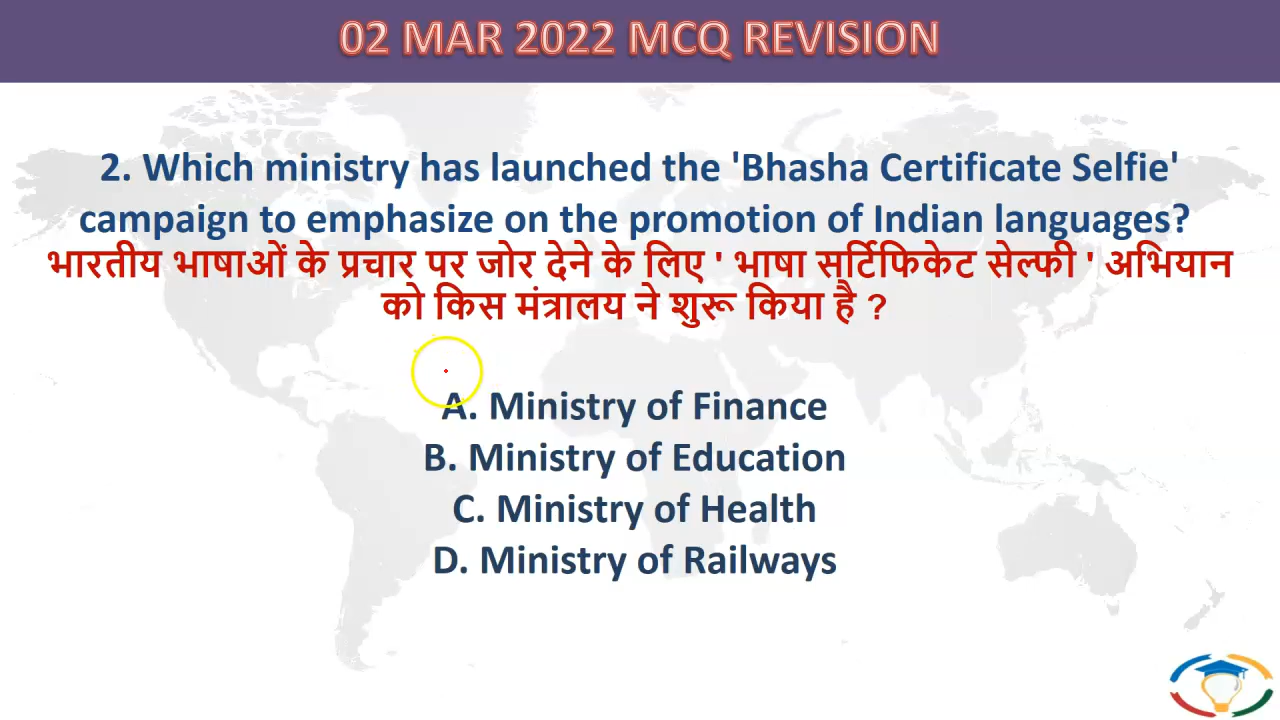 02 MAR 2022 MCQ REVISION
2. Which ministry has launched the 'Bhasha Certificate Selfie'
campaign to emphasize on the promotion of Indian languages?
भारतीय भाषाओं के प्रचार पर जोर देने के लिए ' भाषा सर्टिफिकेट सेल्फी ' अभियान
को किस मंत्रालय ने शुरू किया है ?
A. Ministry of Finance
B. Ministry of Education
C. Ministry of Health
D. Ministry of Railways